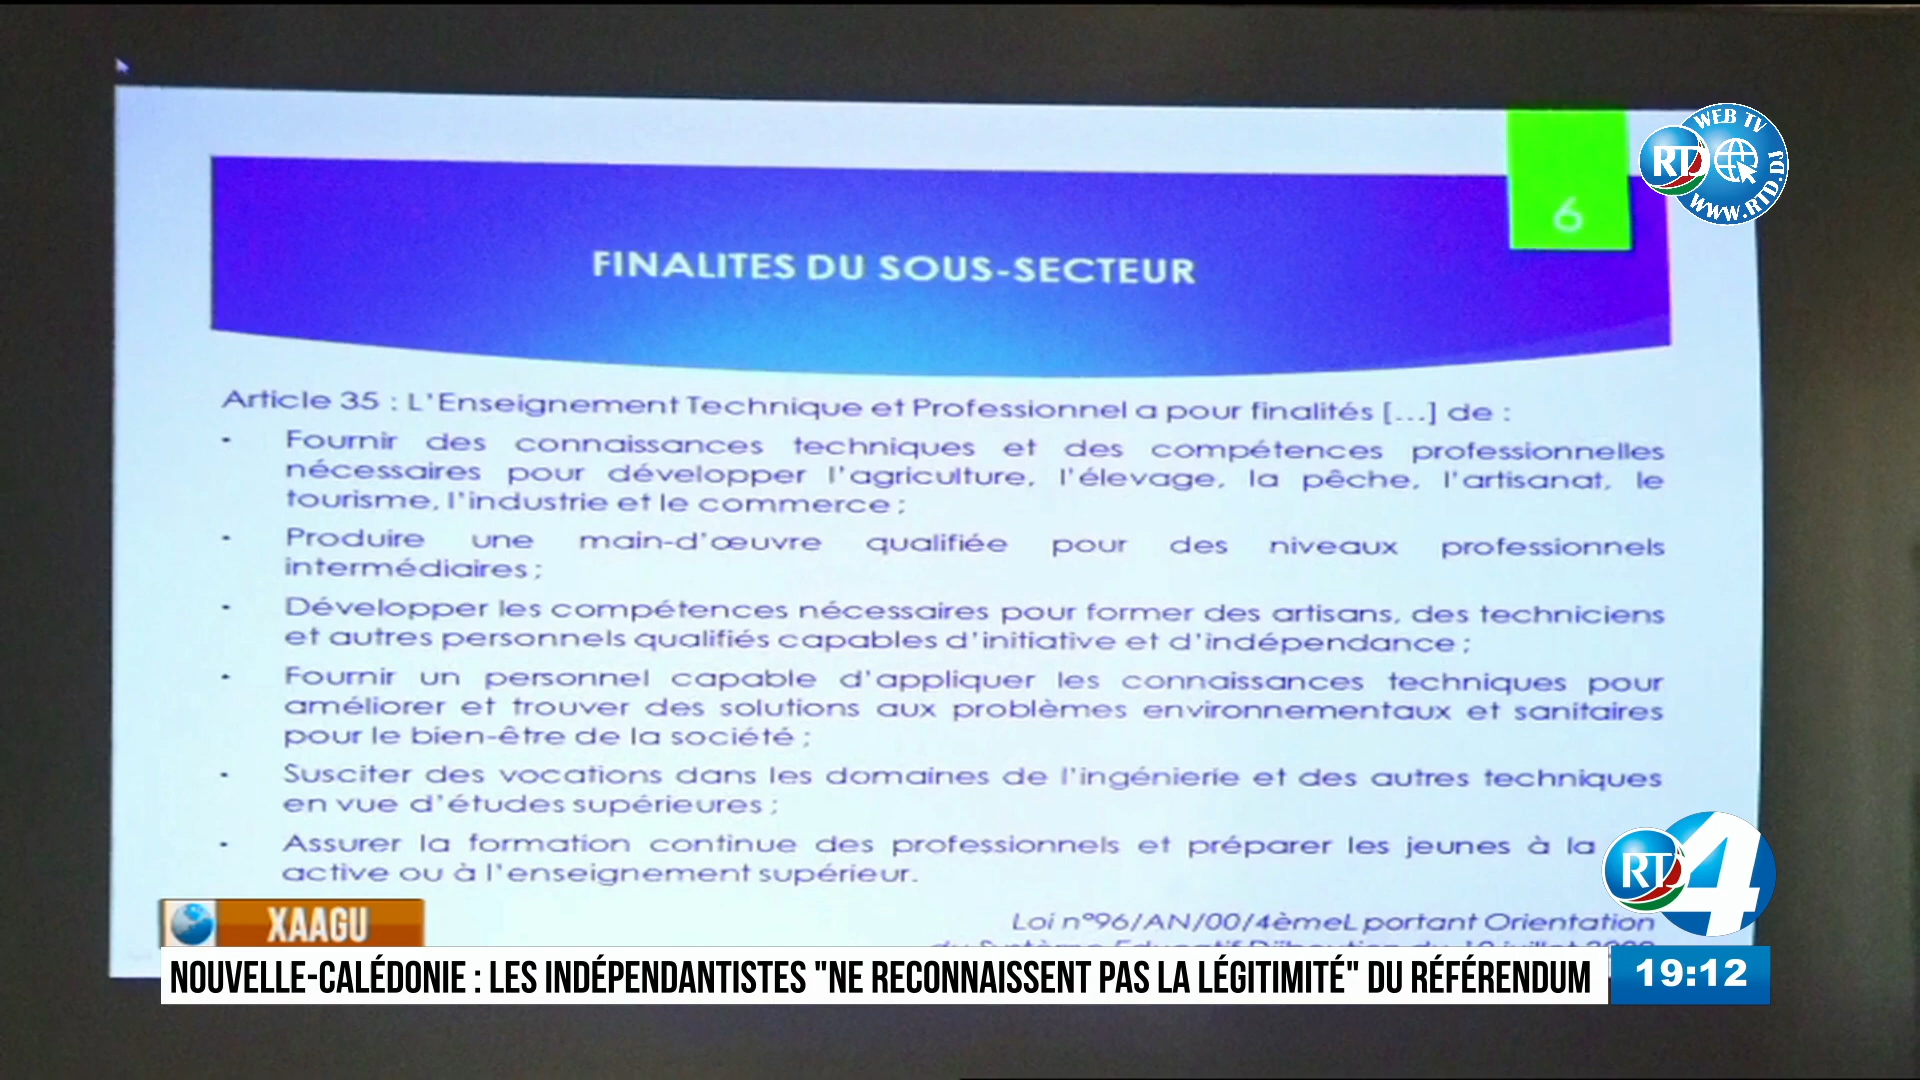 WEB TV
RTD
WWW.RTD.DJ
6
FINALITES DU SOUS-SECTEUR
Article 35 : L'Enseignement Technique et Professionnel a pour finalités [...] de :
- Fournir des connaissances techniques et des compétences professionnelles
nécessaires pour développer l'agriculture, l'élevage, la pêche, l'artisanat, le
tourisme, l'industrie et le commerce ;
- Produire une main-d'œuvre qualifiée pour des niveaux professionnels
intermédiaires ;
- Développer les compétences nécessaires pour former des artisans, des techniciens
et autres personnels qualifiés capables d'initiative et d'indépendance ;
- Fournir un personnel capable d'appliquer les connaissances techniques pour
améliorer et trouver des solutions aux problèmes environnementaux et sanitaires
pour le bien-être de la société ;
- Susciter des vocations dans les domaines de l'ingénierie et des autres techniques
en vue d'études supérieures ;
- Assurer la formation continue des professionnels et préparer les jeunes à la
active ou à l'enseignement supérieur.
RTD 4
Loi n°96/AN/00/4èmeL portant Orientation
XAAGU
NOUVELLE-CALÉDONIE : LES INDÉPENDANTISTES "NE RECONNAISSENT PAS LA LÉGITIMITÉ" DU RÉFÉRENDUM
19:12